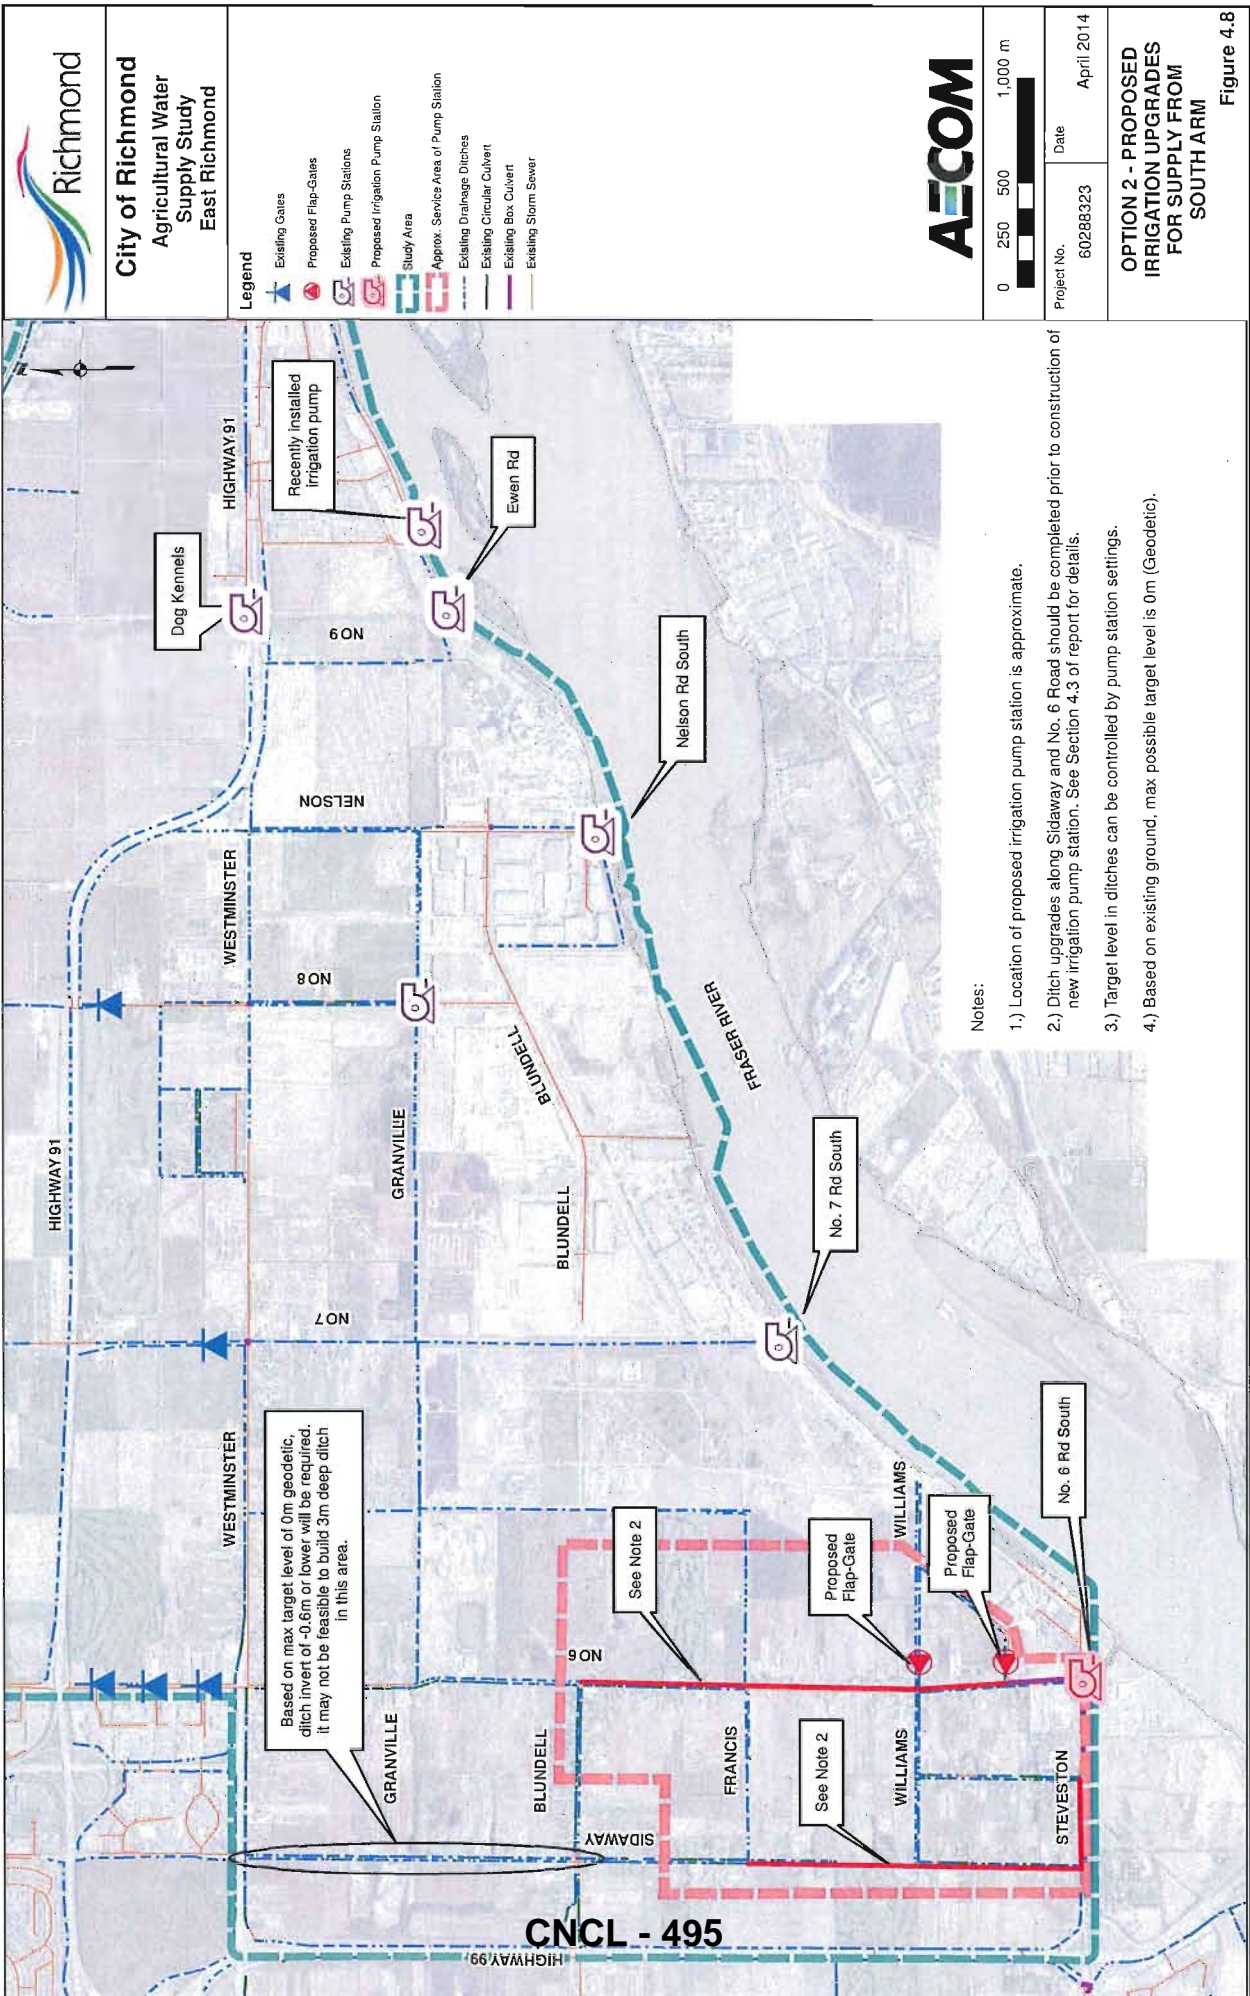 Richmond
City of Richmond
Agricultural Water
Supply Study
East Richmond
Legend
Existing Gates
Proposed Flap-Gates
Existing Pump Stations
Proposed Irrigation Pump Station
Study Area
Approx. Service Area of Pump Station
Existing Drainage Ditches
Existing Circular Culvert
Existing Box Culvert
Existing Storm Sewer
AECOM
0 250 500 1,000 m
Project No.
60288323
Date
April 2014
OPTION 2 - PROPOSED
IRRIGATION UPGRADES
FOR SUPPLY FROM
SOUTH ARM
Figure 4.8
HIGHWAY 91
HIGHWAY 91
Dog Kennels
Recently installed
irrigation pump
Ewen Rd
NO 9
Nelson Rd South
NELSON
WESTMINSTER
NO 8
BLUNDELL
FRASER RIVER
GRANVILLE
BLUNDELL
No. 7 Rd South
NO 7
WESTMINSTER
Based on max target level of 0m geodetic,
ditch invert of -0.6m or lower will be required.
it may not be feasible to build 3m deep ditch
in this area.
See Note 2
WILLIAMS
Proposed
Flap-Gate
Proposed
Flap-Gate
No. 6 Rd South
NO 6
GRANVILLE
BLUNDELL
FRANCIS
WILLIAMS
STEVESTON
See Note 2
SIDAWAY
HIGHWAY 99
Notes:
1.) Location of proposed irrigation pump station is approximate.
2.) Ditch upgrades along Sidaway and No. 6 Road should be completed prior to construction of
new irrigation pump station. See Section 4.3 of report for details.
3.) Target level in ditches can be controlled by pump station settings.
4.) Based on existing ground, max possible target level is 0m (Geodetic).
CNCL - 495